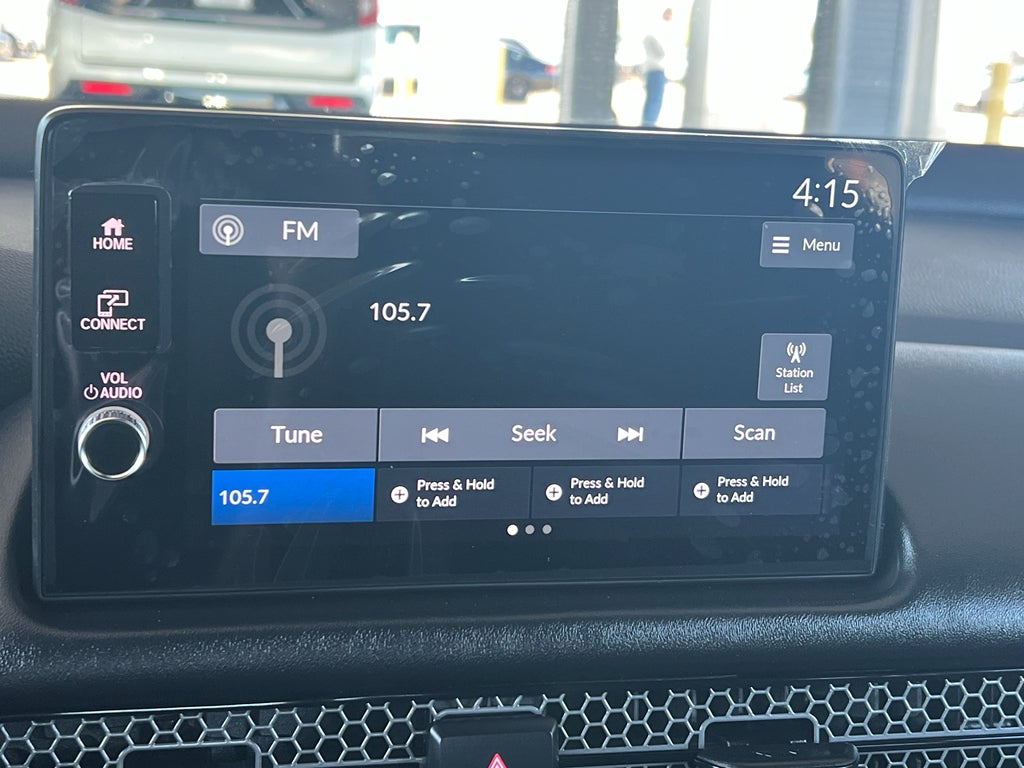 4:15
HOME
FM
Menu
CONNECT
105.7
Station
List
VOL
AUDIO
Tune
Seek
Scan
105.7
Press & Hold
to Add
Press & Hold
to Add
Press & Hold
to Add